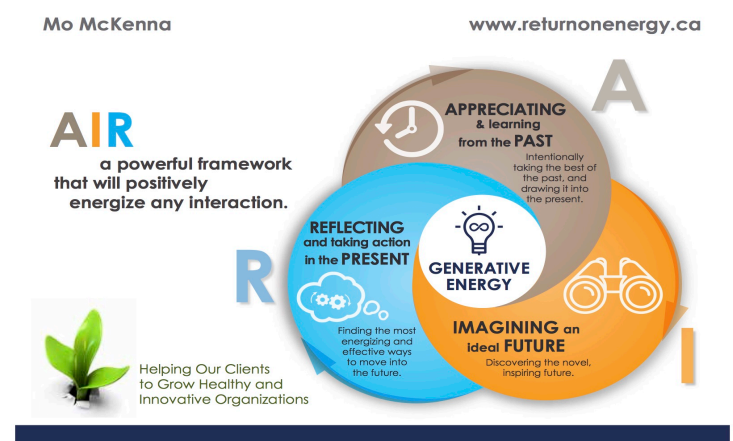 Mo McKenna
www.returnonenergy.ca
AIR
a powerful framework
that will positively
energize any interaction.
A
APPRECIATING
& learning
from the PAST
Intentionally
taking the best of
the past, and
drawing it into
the present.
I
IMAGINING an
ideal FUTURE
Discovering the novel,
inspiring future.
R
REFLECTING
and taking action
in the PRESENT
Finding the most
energizing and
effective ways
to move into
the future.
GENERATIVE
ENERGY
Helping Our Clients
to Grow Healthy and
Innovative Organizations